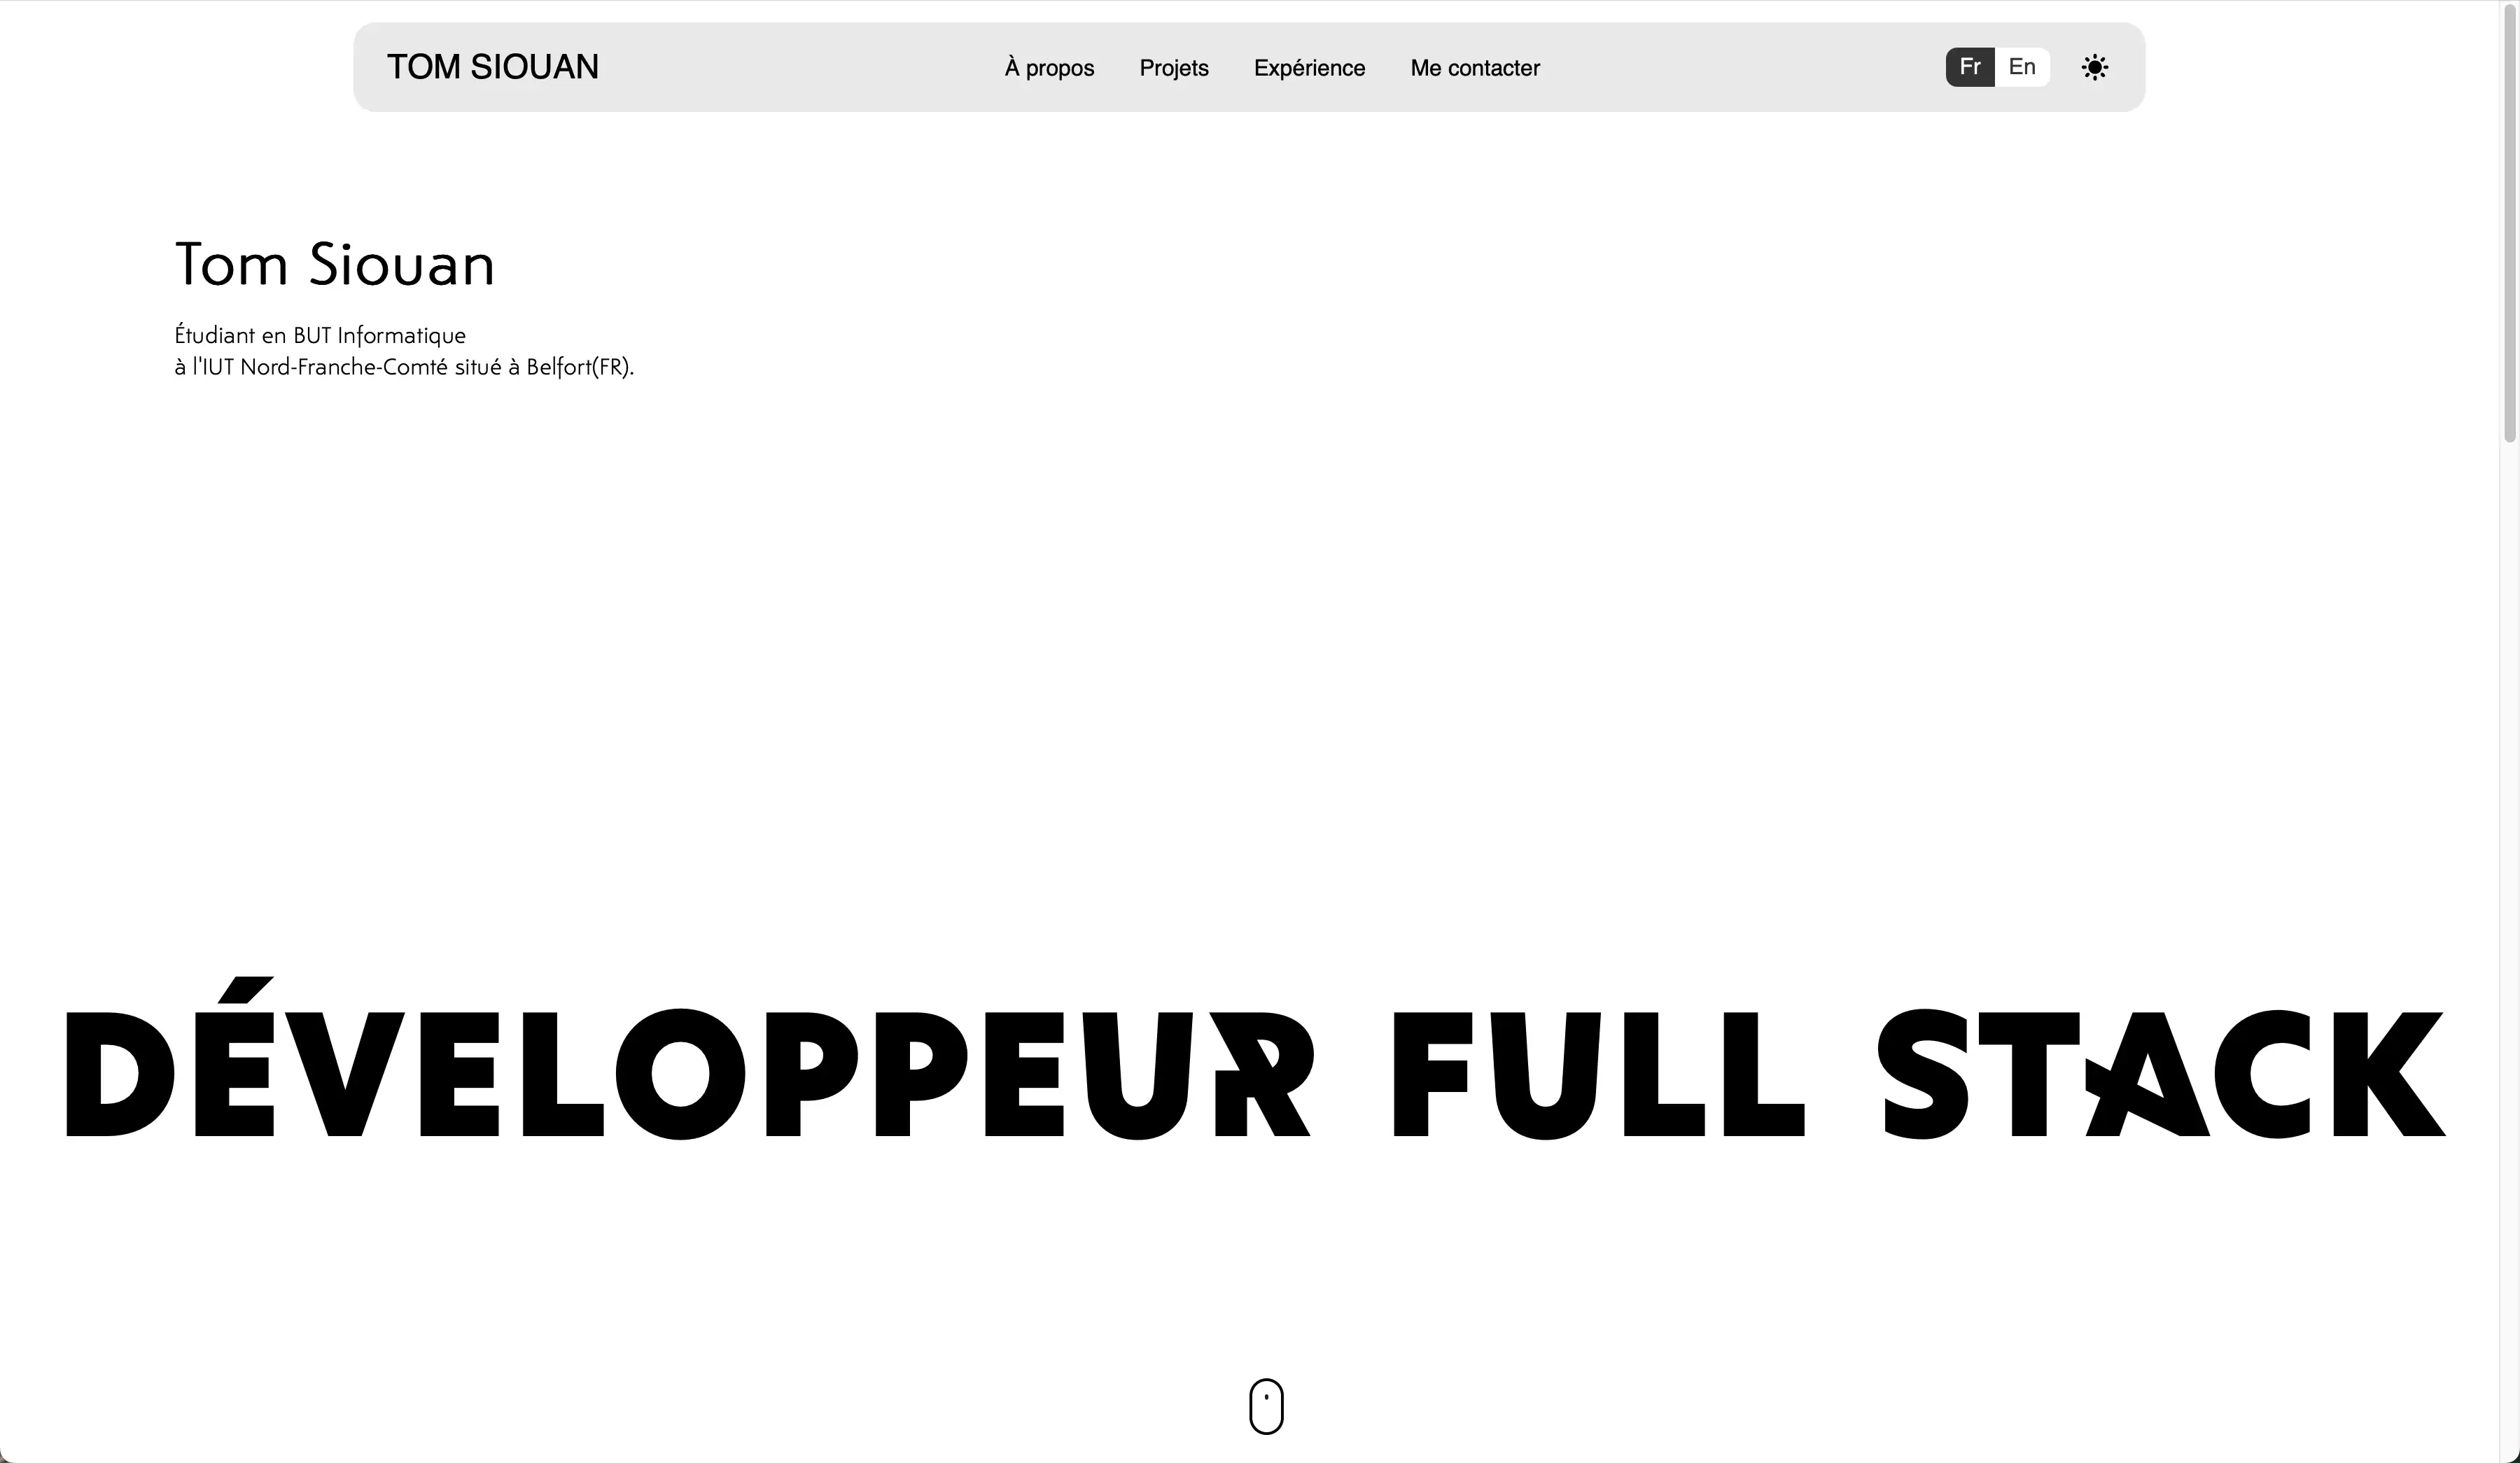 TOM SIOUAN
À propos Projets Expérience Me contacter
Fr En
Tom Siouan
Étudiant en BUT Informatique
à l'IUT Nord-Franche-Comté situé à Belfort(FR).
DÉVELOPPEUR FULL STACK